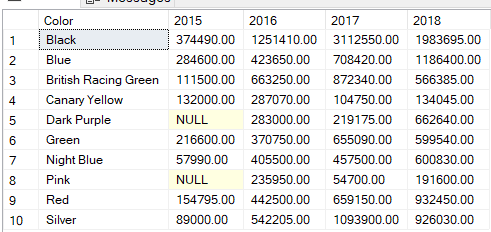 Messages
Color 2015 2016 2017 2018
1 Black 374490.00 1251410.00 3112550.00 1983695.00
2 Blue 284600.00 423650.00 708420.00 1186400.00
3 British Racing Green 111500.00 663250.00 872340.00 566385.00
4 Canary Yellow 132000.00 287070.00 104750.00 134045.00
5 Dark Purple NULL 283000.00 219175.00 662640.00
6 Green 216600.00 370750.00 655090.00 599540.00
7 Night Blue 57990.00 405500.00 457500.00 600830.00
8 Pink NULL 235950.00 54700.00 191600.00
9 Red 154795.00 442500.00 659150.00 932450.00
10 Silver 89000.00 542205.00 1093900.00 926030.00